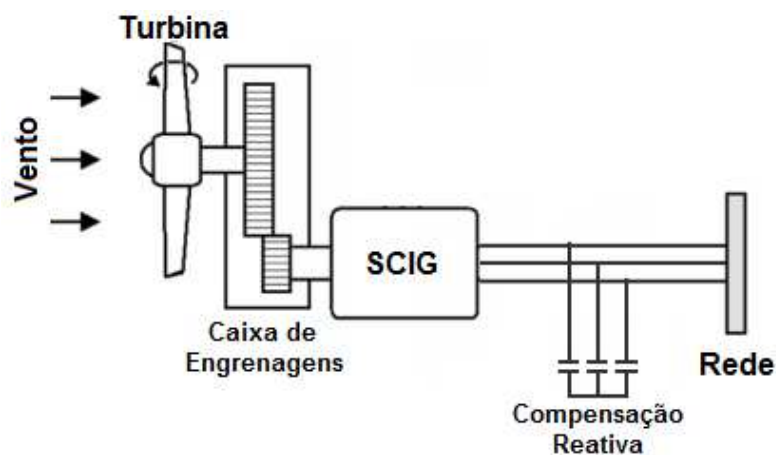 Turbina
Vento
SCIG
Caixa de
Engrenagens
Rede
Compensação
Reativa